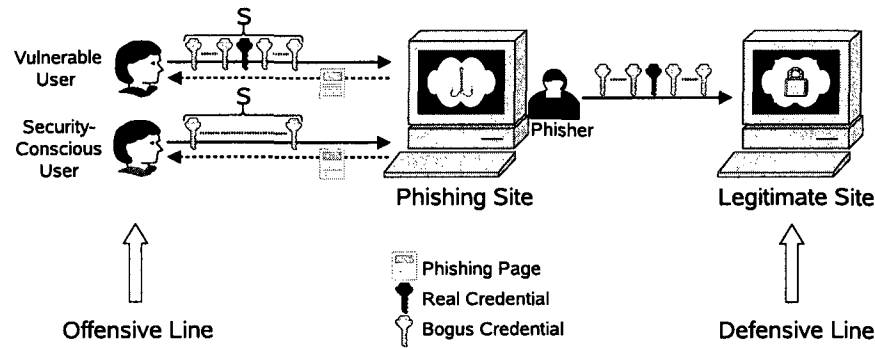 S
Vulnerable
User
S
Security-
Conscious
User
Phisher
Phishing Site
Legitimate Site
Phishing Page
Real Credential
Bogus Credential
Offensive Line
Defensive Line